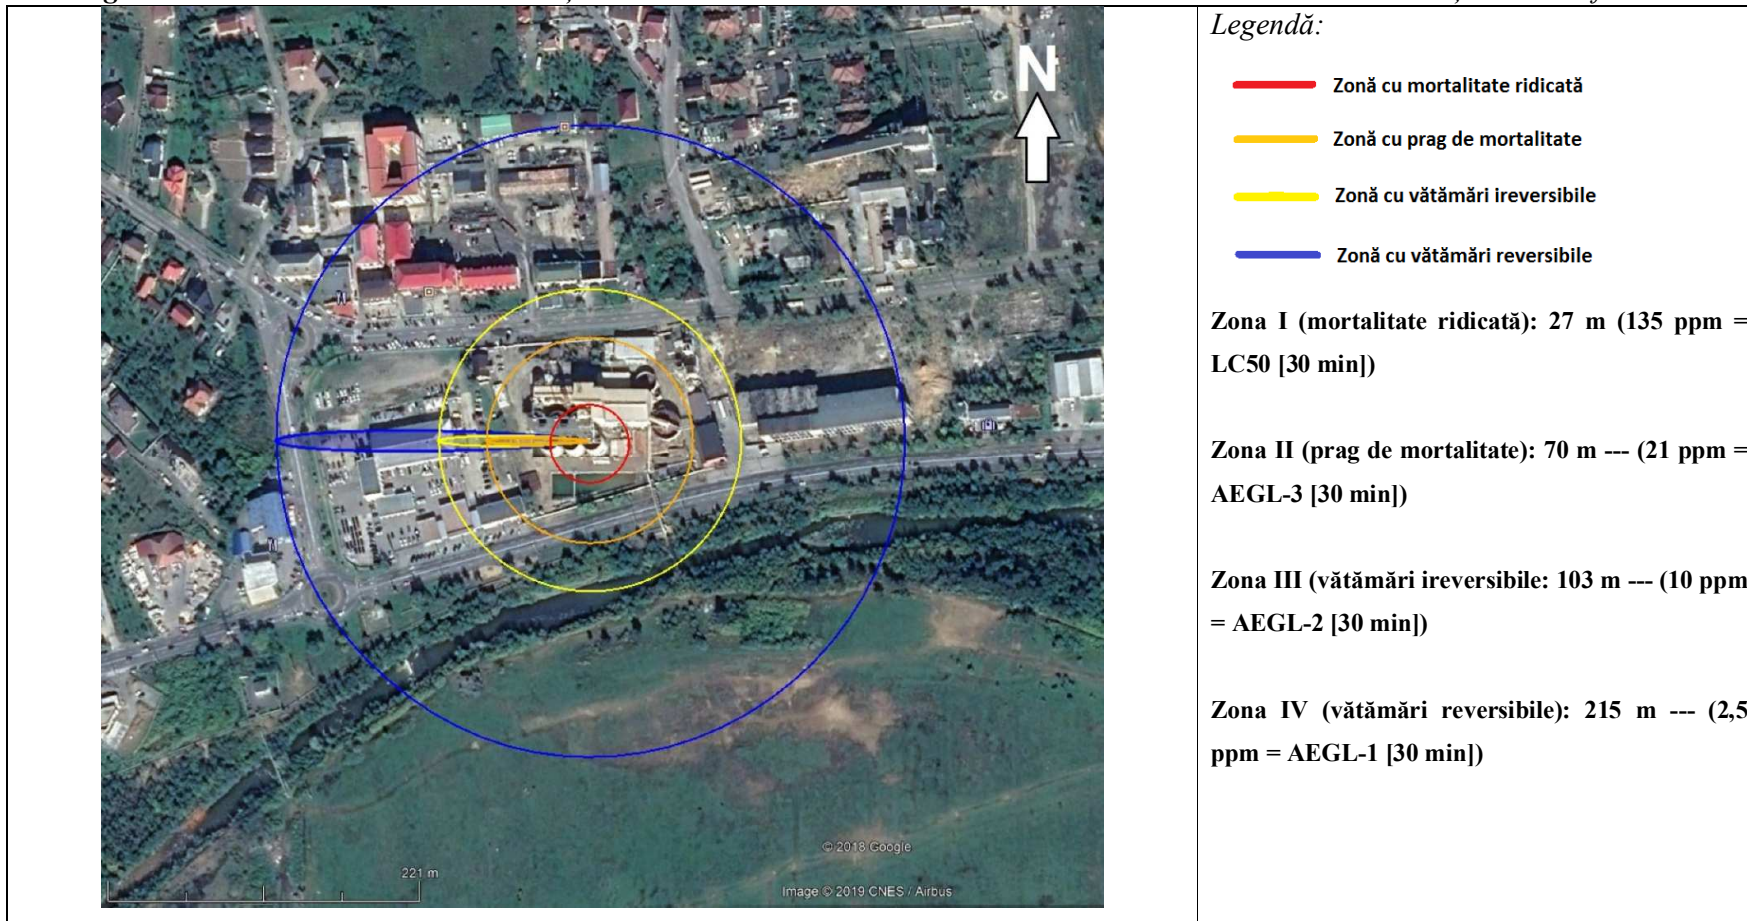 Legendă:
N
Zonă cu mortalitate ridicată
Zonă cu prag de mortalitate
Zonă cu vătămări ireversibile
Zonă cu vătămări reversibile
Zona I (mortalitate ridicată): 27 m (135 ppm =
LC50 [30 min])
Zona II (prag de mortalitate): 70 m --- (21 ppm =
AEGL-3 [30 min])
Zona III (vătămări ireversibile: 103 m --- (10 ppm
= AEGL-2 [30 min])
Zona IV (vătămări reversibile): 215 m --- (2,5
ppm = AEGL-1 [30 min])
© 2018 Google
221 m
Image © 2019 CNES / Airbus